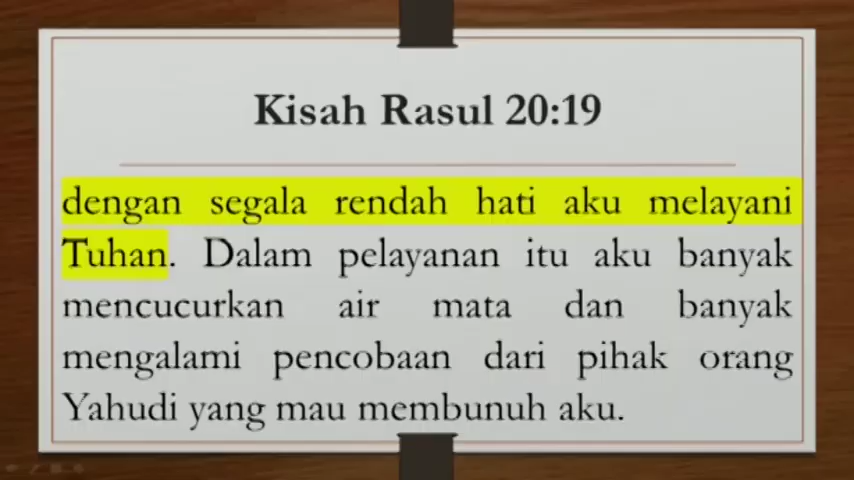 Kisah Rasul 20:19
dengan segala rendah hati aku melayani
Tuhan. Dalam pelayanan itu aku banyak
mencucurkan air mata dan banyak
mengalami pencobaan dari pihak orang
Yahudi yang mau membunuh aku.